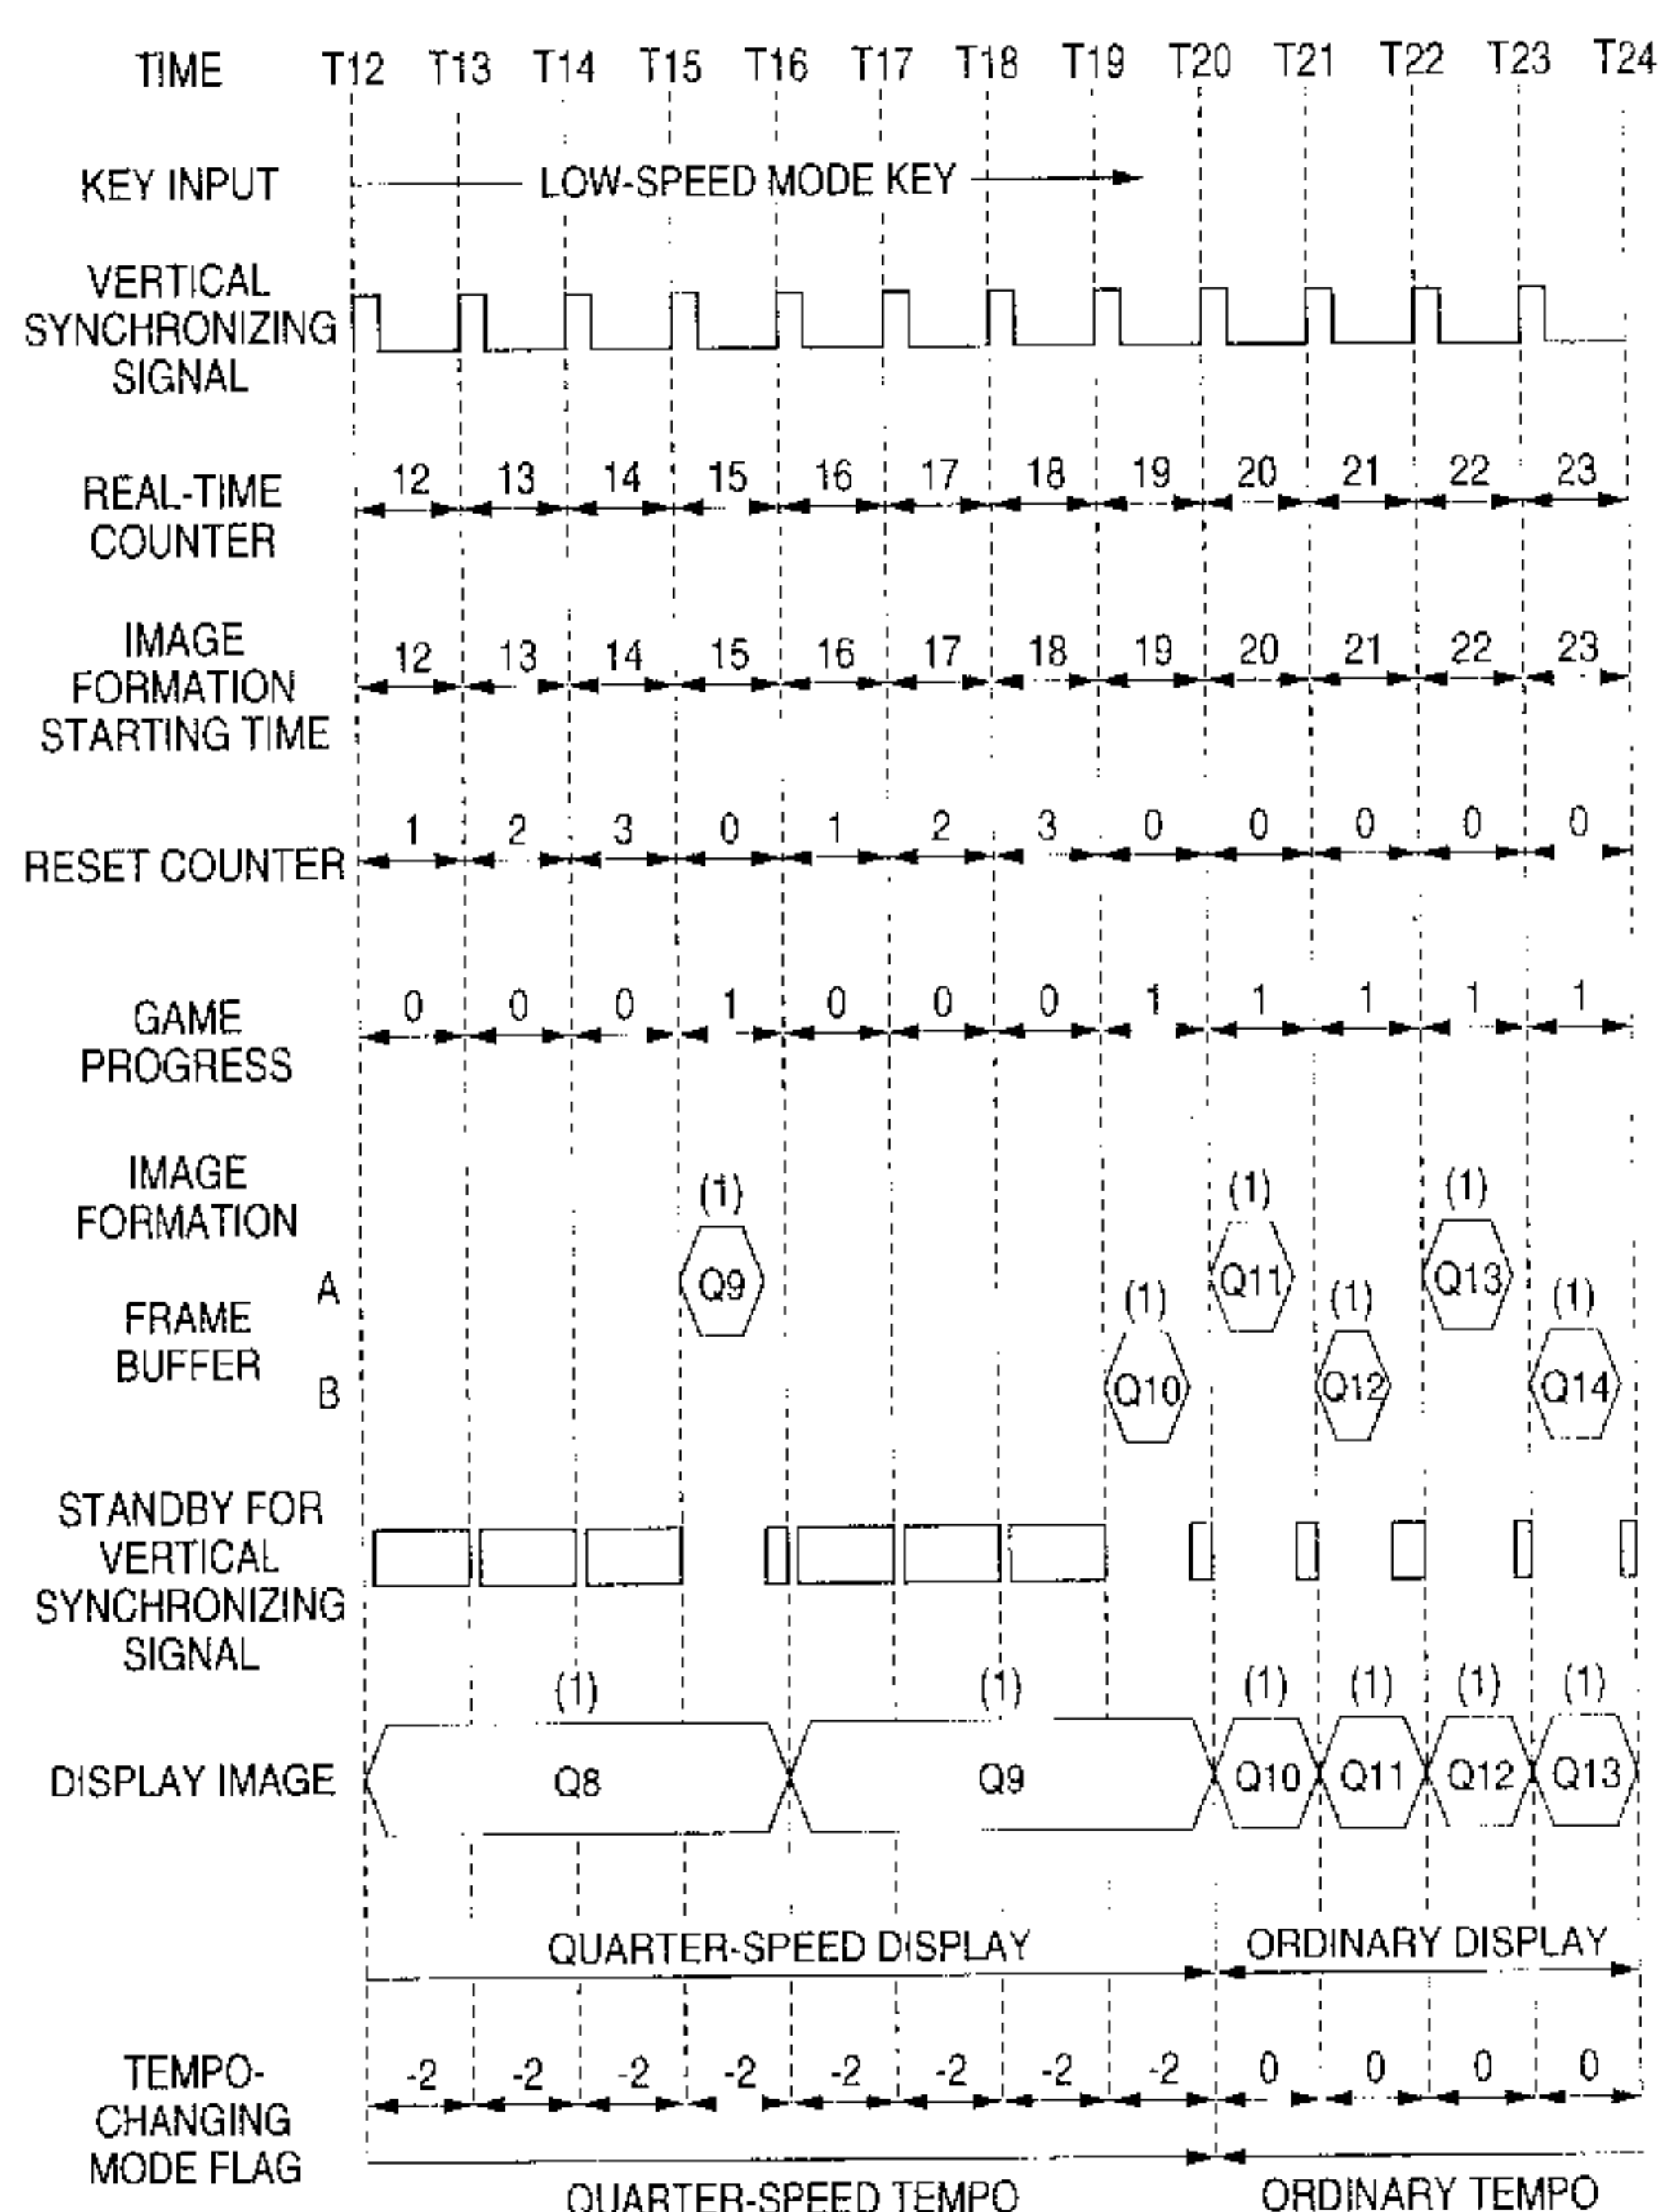 TIME T12 T13 T14 T15 T16 T17 T18 T19 T20 T21 T22 T23 T24
KEY INPUT LOW-SPEED MODE KEY
VERTICAL
SYNCHRONIZING
SIGNAL
REAL-TIME
COUNTER
12 13 14 15 16 17 18 19 20 21 22 23
IMAGE
FORMATION
STARTING TIME
12 13 14 15 16 17 18 19 20 21 22 23
RESET COUNTER 1 2 3 0 1 2 3 0 0 0 0 0
GAME
PROGRESS
0 0 0 1 0 0 0 1 1 1 1 1
IMAGE
FORMATION
(1) (1) (1)
A Q9 Q11 Q13
FRAME
BUFFER
(1) (1) (1)
B Q10 Q12 Q14
STANDBY FOR
VERTICAL
SYNCHRONIZING
SIGNAL
(1) (1) (1) (1) (1) (1)
DISPLAY IMAGE Q8 Q9 Q10 Q11 Q12 Q13
QUARTER-SPEED DISPLAY ORDINARY DISPLAY
TEMPO-
CHANGING
MODE FLAG
-2 -2 -2 -2 -2 -2 -2 -2 0 0 0 0
QUARTER-SPEED TEMPO ORDINARY TEMPO